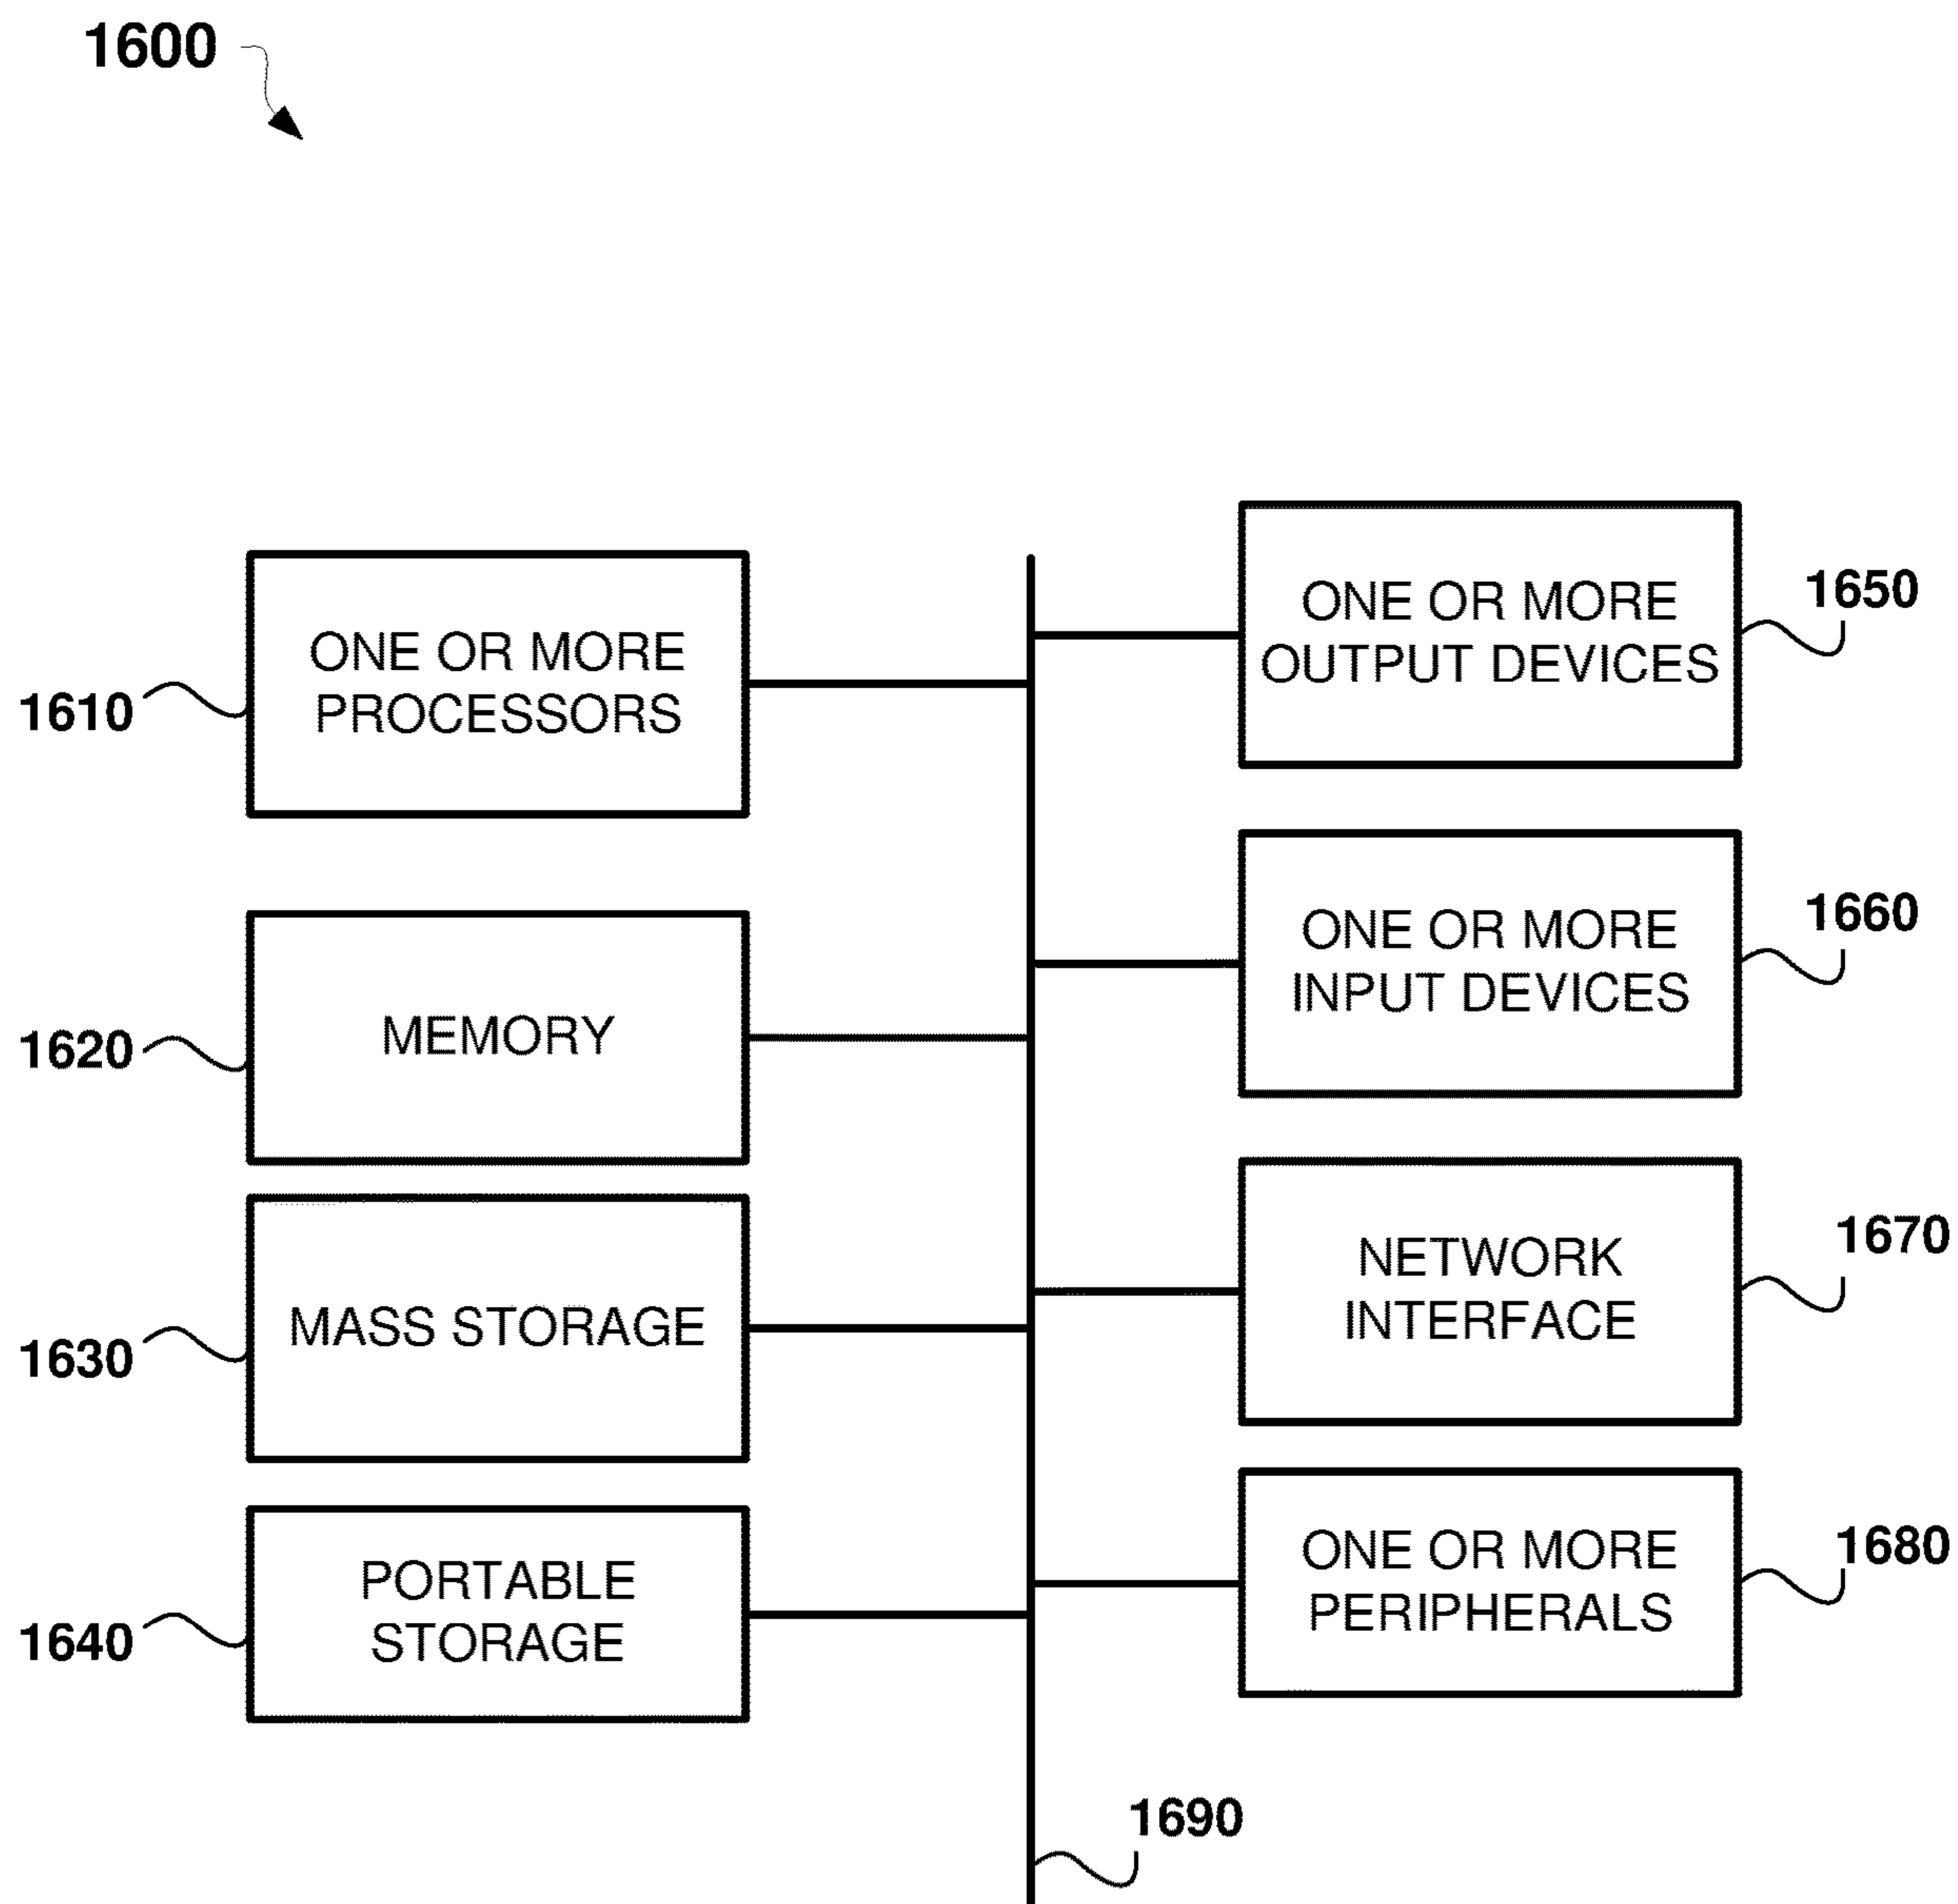 1600
ONE OR MORE
PROCESSORS
1610
MEMORY
1620
MASS STORAGE
1630
PORTABLE
STORAGE
1640
ONE OR MORE
OUTPUT DEVICES
1650
ONE OR MORE
INPUT DEVICES
1660
NETWORK
INTERFACE
1670
ONE OR MORE
PERIPHERALS
1680
1690